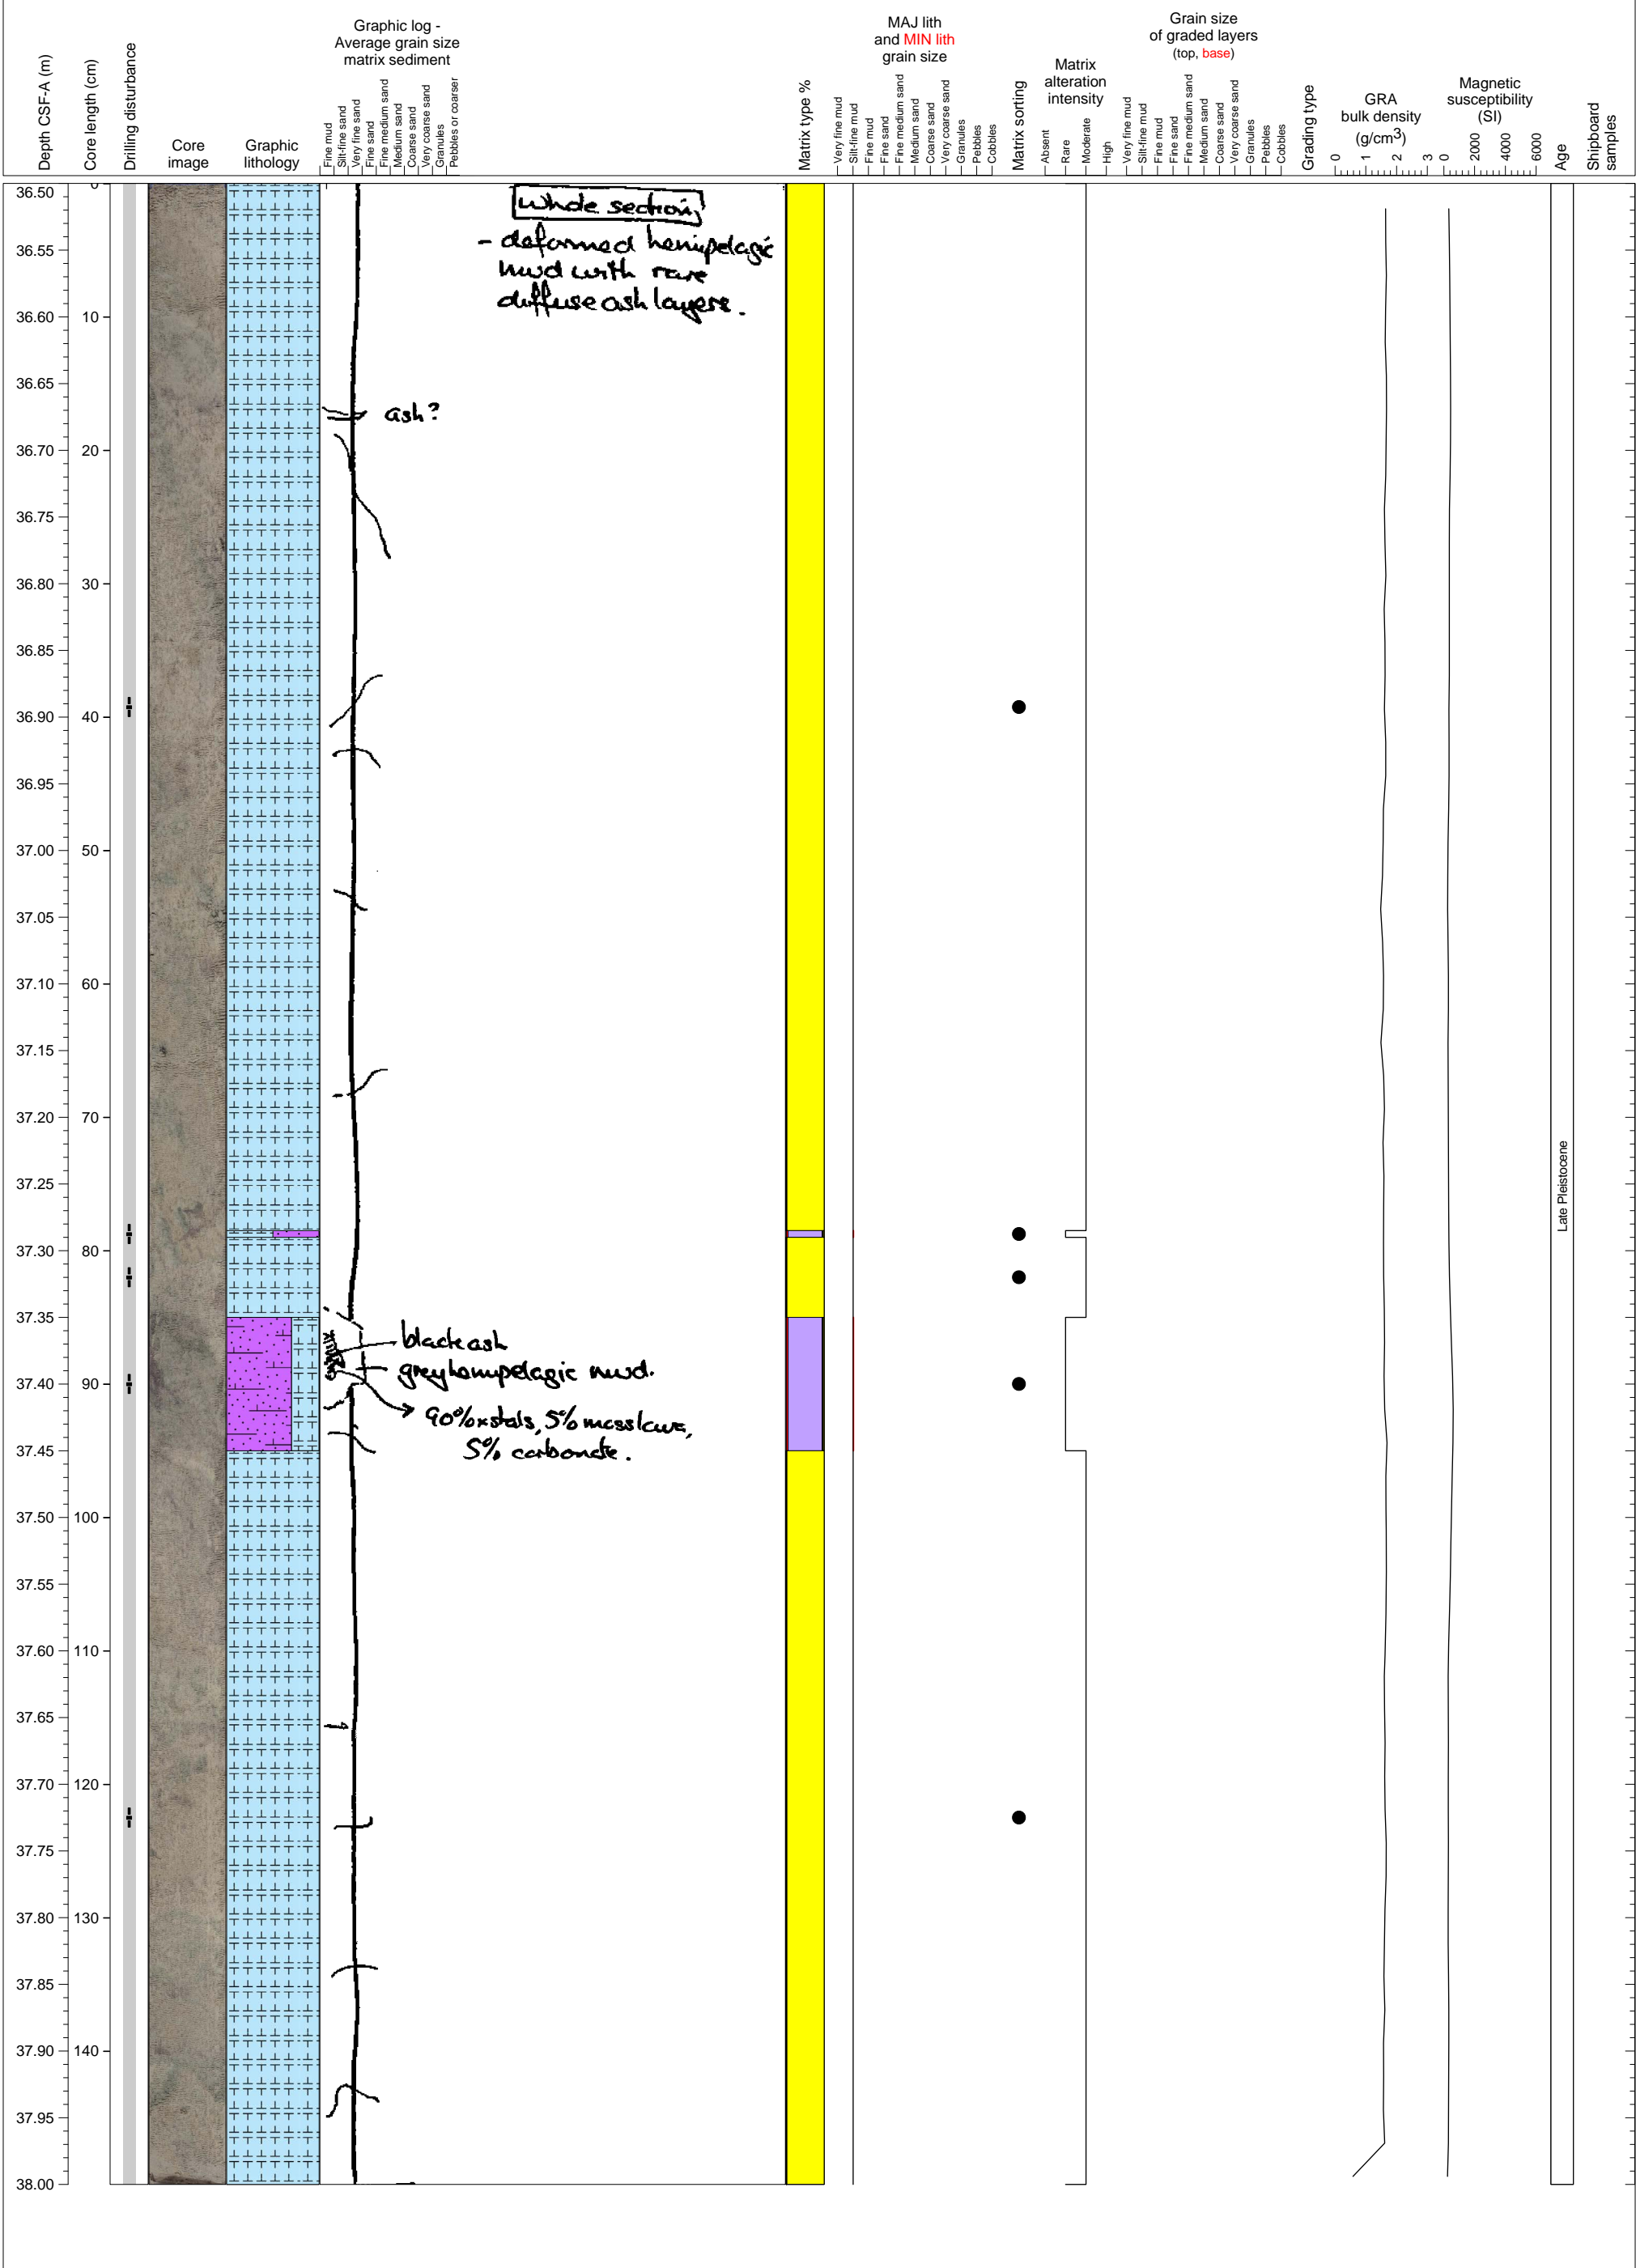 Depth CSF-A (m)
Core length (cm)
Drilling disturbance
Core
image
Graphic
lithology
Graphic log -
Average grain size
matrix sediment
Fine mud
Silt-fine sand
Very fine sand
Fine sand
Fine medium sand
Medium sand
Coarse sand
Very coarse sand
Granules
Pebbles or coarser
Matrix type %
MAJ lith
and MIN lith
grain size
Very fine mud
Silt-fine mud
Fine mud
Fine sand
Fine medium sand
Medium sand
Coarse sand
Very coarse sand
Granules
Pebbles
Cobbles
Matrix sorting
Matrix
alteration
intensity
Absent
Rare
Moderate
High
Grain size
of graded layers
(top, base)
Very fine mud
Silt-fine mud
Fine mud
Fine sand
Fine medium sand
Medium sand
Coarse sand
Very coarse sand
Granules
Pebbles
Cobbles
Grading type
GRA
bulk density
(g/cm3)
0 1 2 3
Magnetic
susceptibility
(SI)
0 2000 4000 6000
Age
Shipboard
samples
36.50 0
36.55
36.60 10
36.65
36.70 20
36.75
36.80 30
36.85
36.90 40
36.95
37.00 50
37.05
37.10 60
37.15
37.20 70
37.25
37.30 80
37.35
37.40 90
37.45
37.50 100
37.55
37.60 110
37.65
37.70 120
37.75
37.80 130
37.85
37.90 140
37.95
38.00
whole section,
- deformed hemipelagic
mud with rare
diffuse ash layers.
ash?
black ash
grey hemipelagic mud.
90% xstals, 5% mass lava,
5% carbonate.
Late Pleistocene